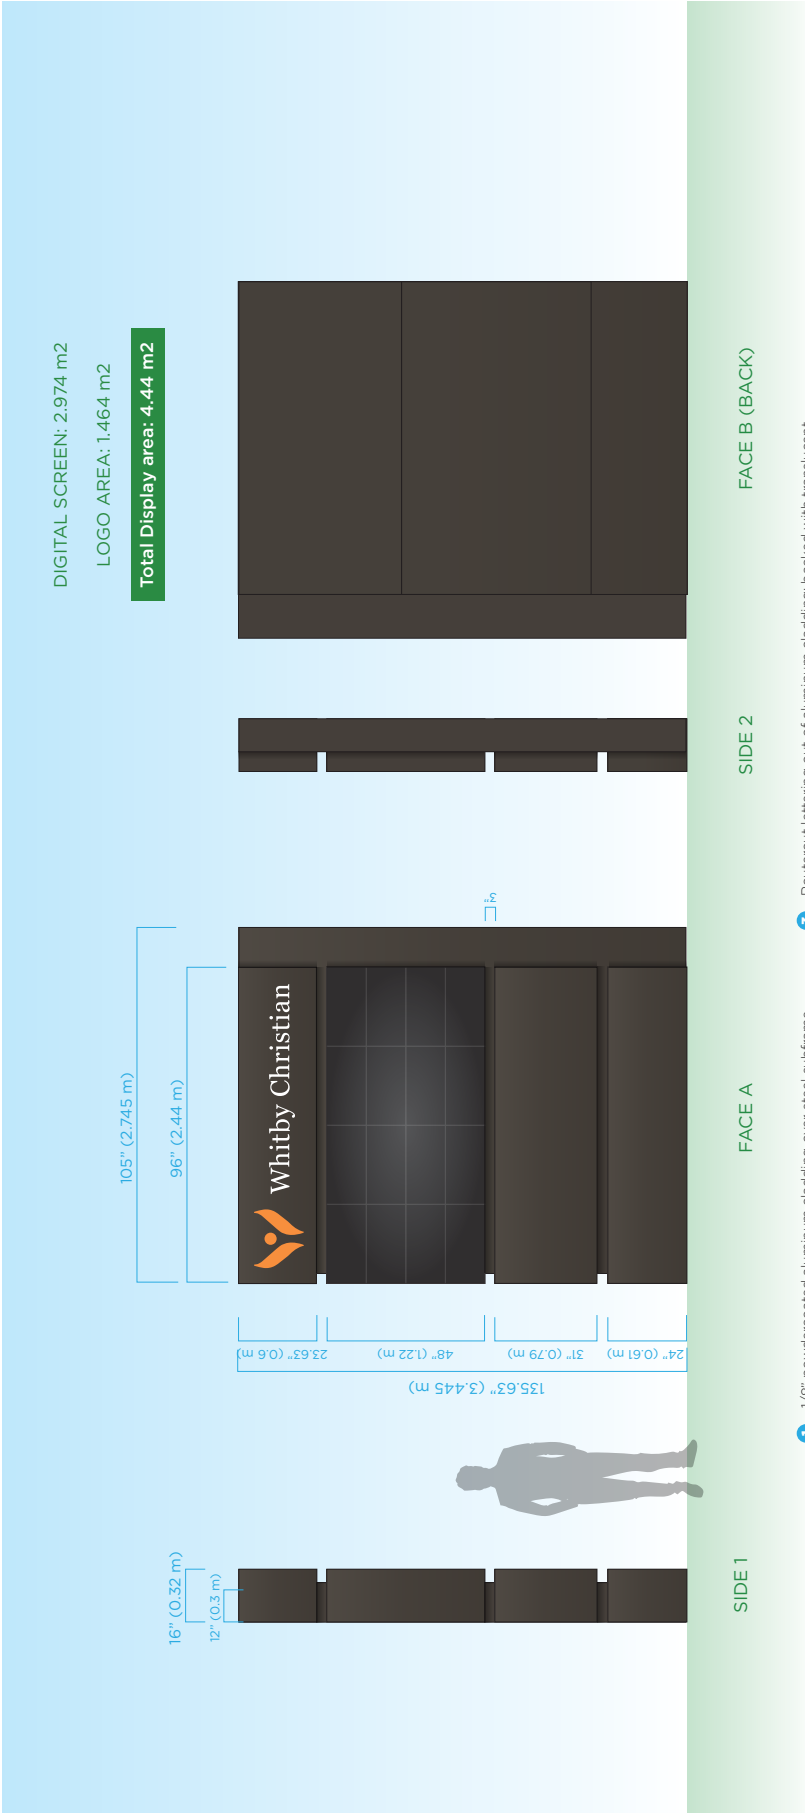 DIGITAL SCREEN: 2.974 m2
LOGO AREA: 1.464 m2
Total Display area: 4.44 m2
105” (2.745 m)
96” (2.44 m)
16” (0.32 m)
12” (0.3 m)
Whitby Christian
23.63” (0.6 m)
48” (1.22 m)
31” (0.79 m)
24” (0.61 m)
135.63” (3.445 m)
3”
SIDE 1
FACE A
SIDE 2
FACE B (BACK)